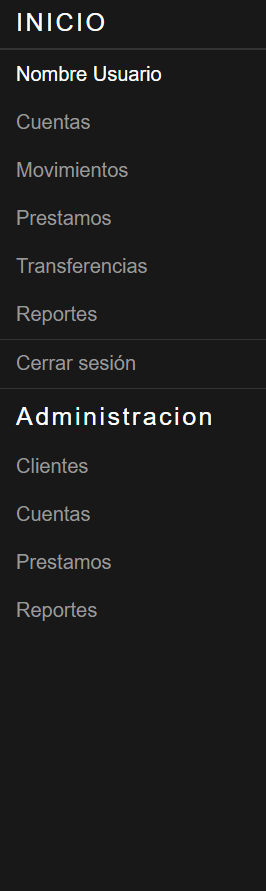 INICIO
Nombre Usuario
Cuentas
Movimientos
Prestamos
Transferencias
Reportes
Cerrar sesión
Administracion
Clientes
Cuentas
Prestamos
Reportes